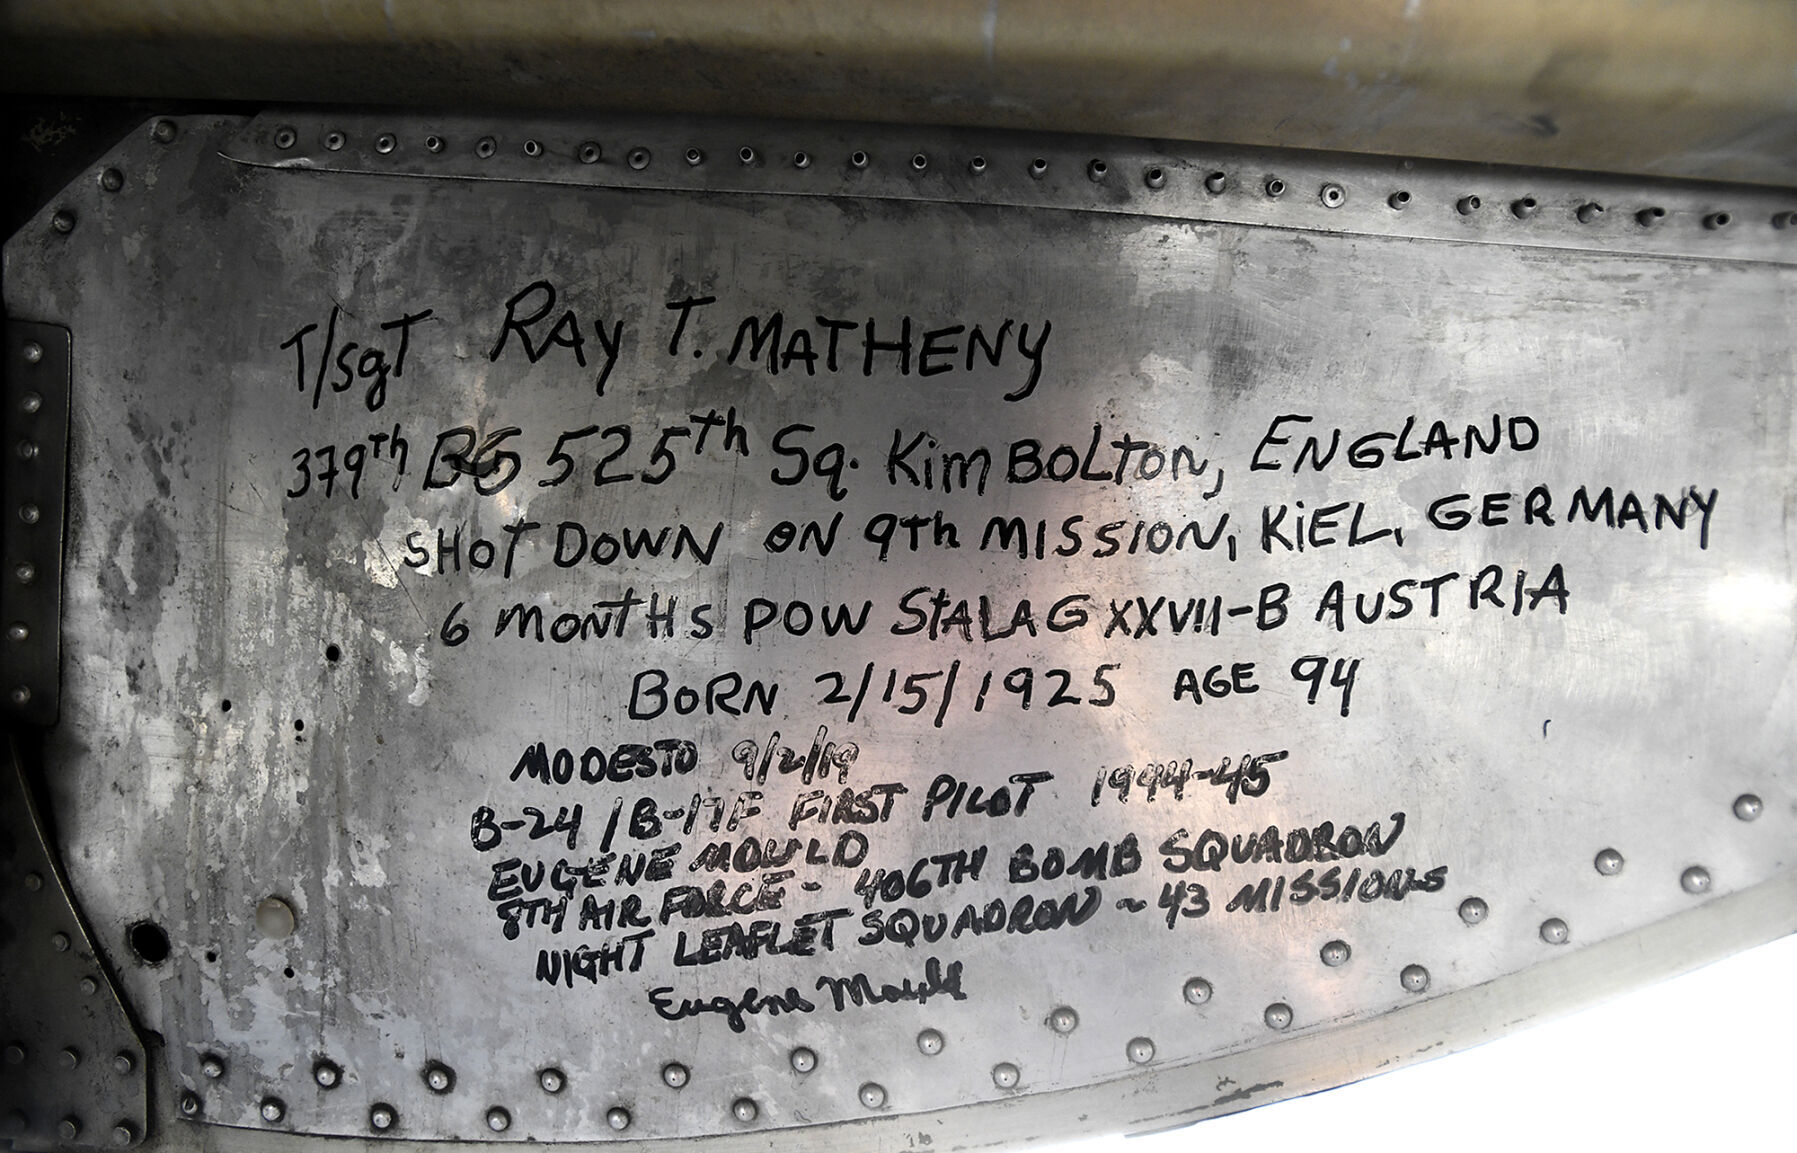 T/sgT RAy T. MATHENy
379th BG 525th Sq. KimBOLTON, ENGLAND
SHOT DOWN ON 9Th MISSION, KiEL, GERMANY
6 MONTHS POW StALAG XXVII-B AUSTRIA
BORN 2/15/1925 AGE 94
MODESTO 9/2/19
B-24 / B-17F FIRST PILOT 1944-45
EUGENE MOULD
8TH AIR FORCE - 406TH BOMB SQUADRON
NIGHT LEAFLET SQUADRON ~ 43 MISSIONS
Eugene Mould